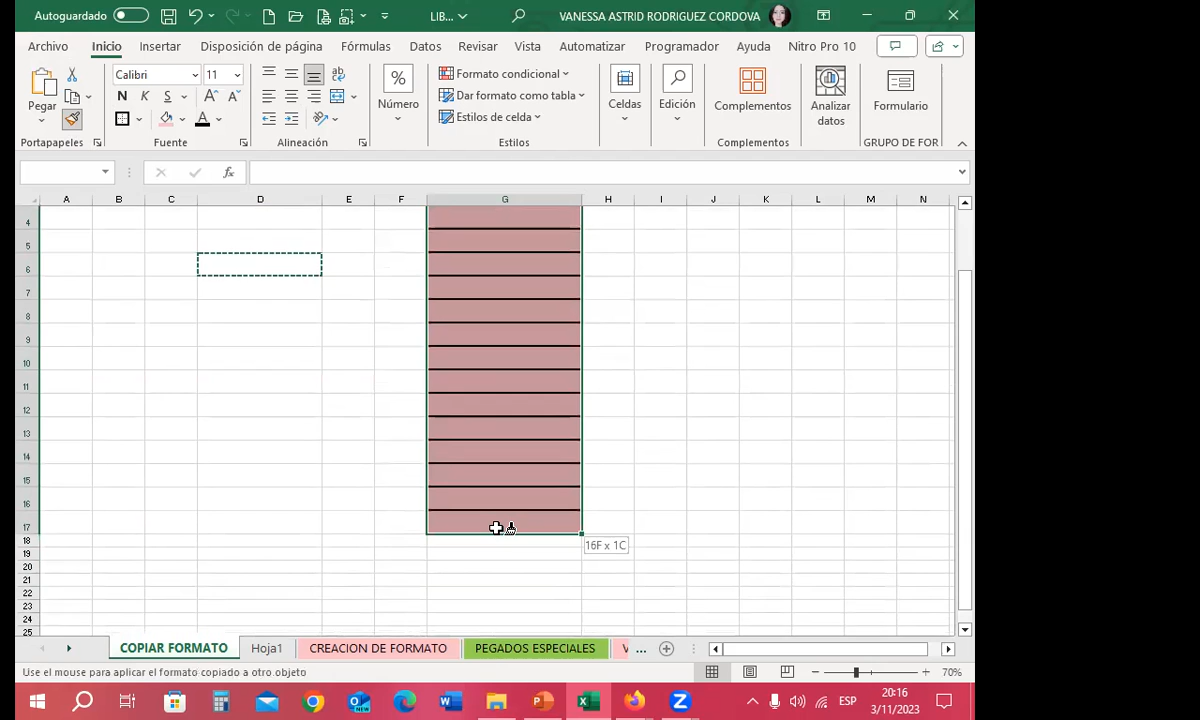 Autoguardado
LIB...
VANESSA ASTRID RODRIGUEZ CORDOVA
Archivo Inicio Insertar Disposición de página Fórmulas Datos Revisar Vista Automatizar Programador Ayuda Nitro Pro 10
Pegar
Portapapeles
Calibri 11
N K S
Fuente
Alineación
%
Número
Formato condicional
Dar formato como tabla
Estilos de celda
Estilos
Celdas
Edición
Complementos
Complementos
Analizar
datos
Formulario
GRUPO DE FOR
fx
A B C D E F G H I J K L M N
4
5
6
7
8
9
10
11
12
13
14
15
16
17
18
19
20
21
22
23
24
25
16F x 1C
COPIAR FORMATO Hoja1 CREACION DE FORMATO PEGADOS ESPECIALES V ...
Use el mouse para aplicar el formato copiado a otro objeto
70%
ESP
20:16
3/11/2023